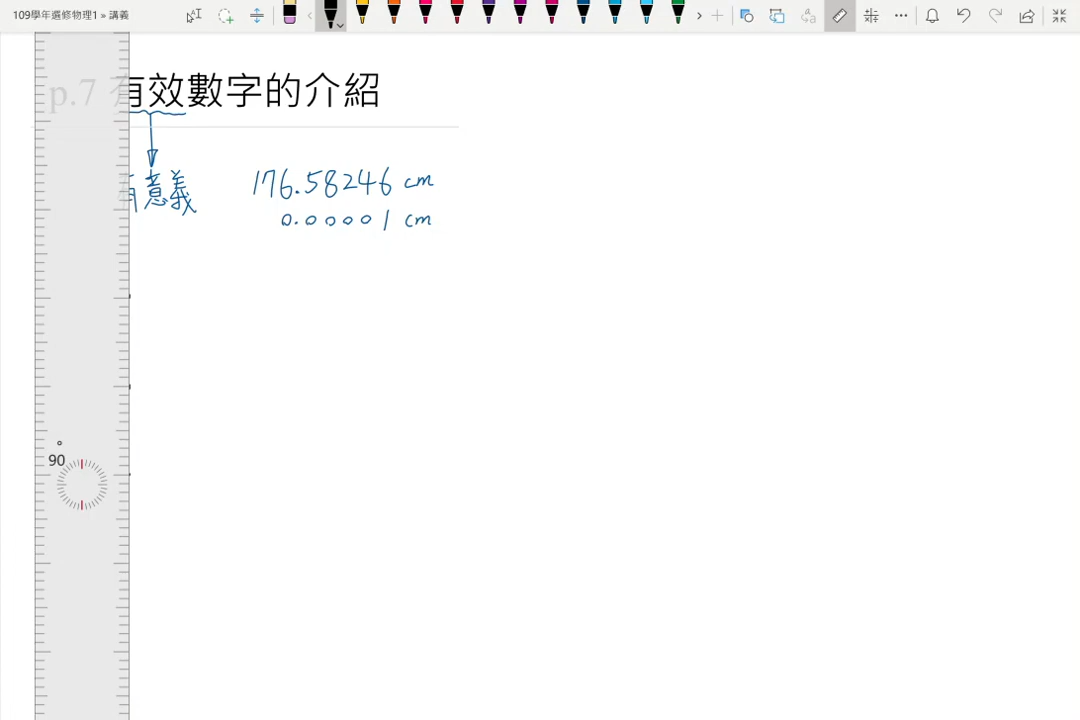 109學年選修物理1 » 講義
p.7 有效數字的介紹
有意義 176.58246 cm
0.00001 cm
90°